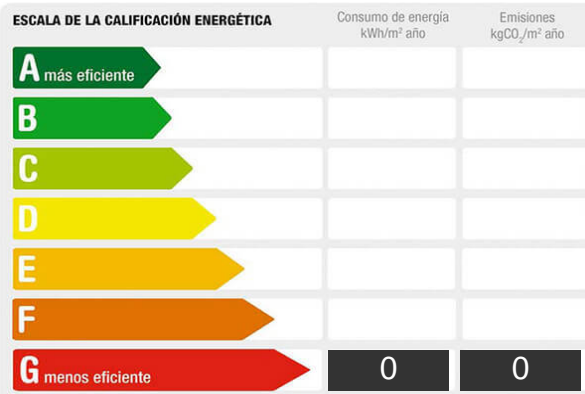 ESCALA DE LA CALIFICACIÓN ENERGÉTICA
Consumo de energía
kWh/m² año
Emisiones
kgCO₂/m² año
A más eficiente
B
C
D
E
F
G menos eficiente
0
0